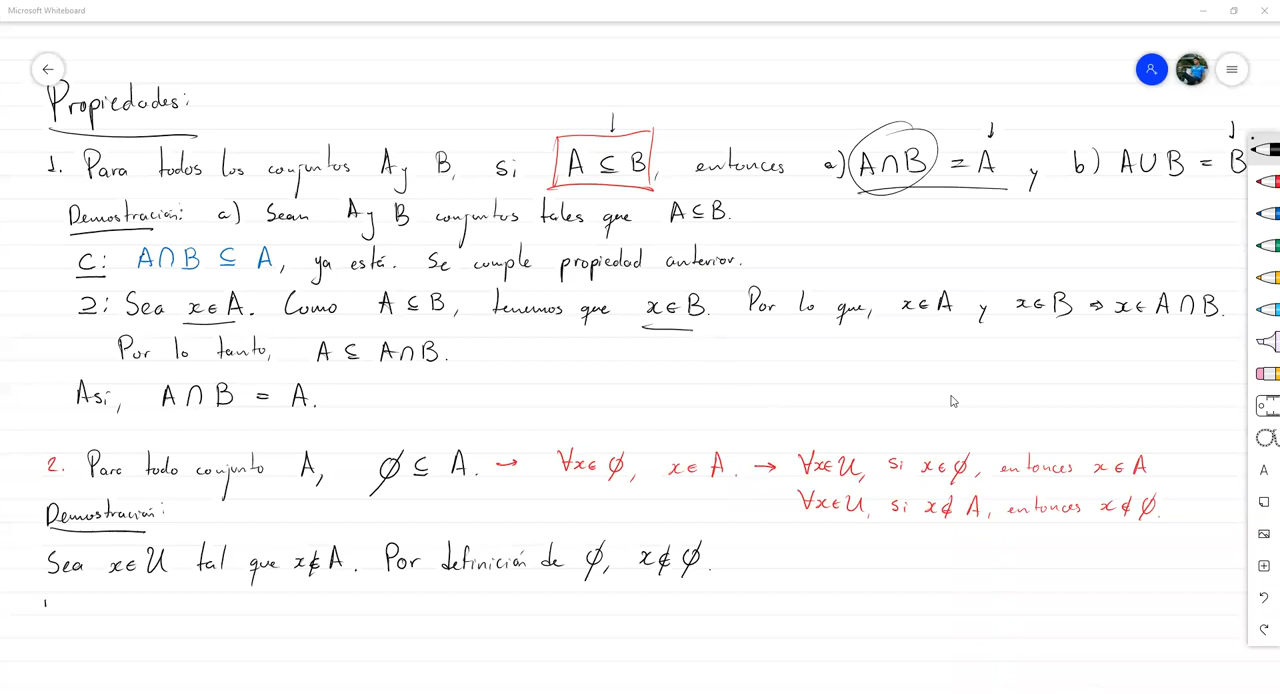 Microsoft Whiteboard
Propiedades:
1. Para todos los conjuntos A y B, si A ⊆ B, entonces a) A ∩ B = A y b) A ∪ B = B
Demostración: a) Sean A y B conjuntos tales que A ⊆ B.
⊆: A ∩ B ⊆ A, ya está. Se cumple propiedad anterior.
⊇: Sea x ∈ A. Como A ⊆ B, tenemos que x ∈ B. Por lo que, x ∈ A y x ∈ B ⇒ x ∈ A ∩ B.
Por lo tanto, A ⊆ A ∩ B.
Así, A ∩ B = A.
2. Para todo conjunto A, ∅ ⊆ A. → ∀x ∈ ∅, x ∈ A. → ∀x ∈ U, si x ∈ ∅, entonces x ∈ A
∀x ∈ U, si x ∉ A, entonces x ∉ ∅.
Demostración:
Sea x ∈ U tal que x ∉ A. Por definición de ∅, x ∉ ∅.